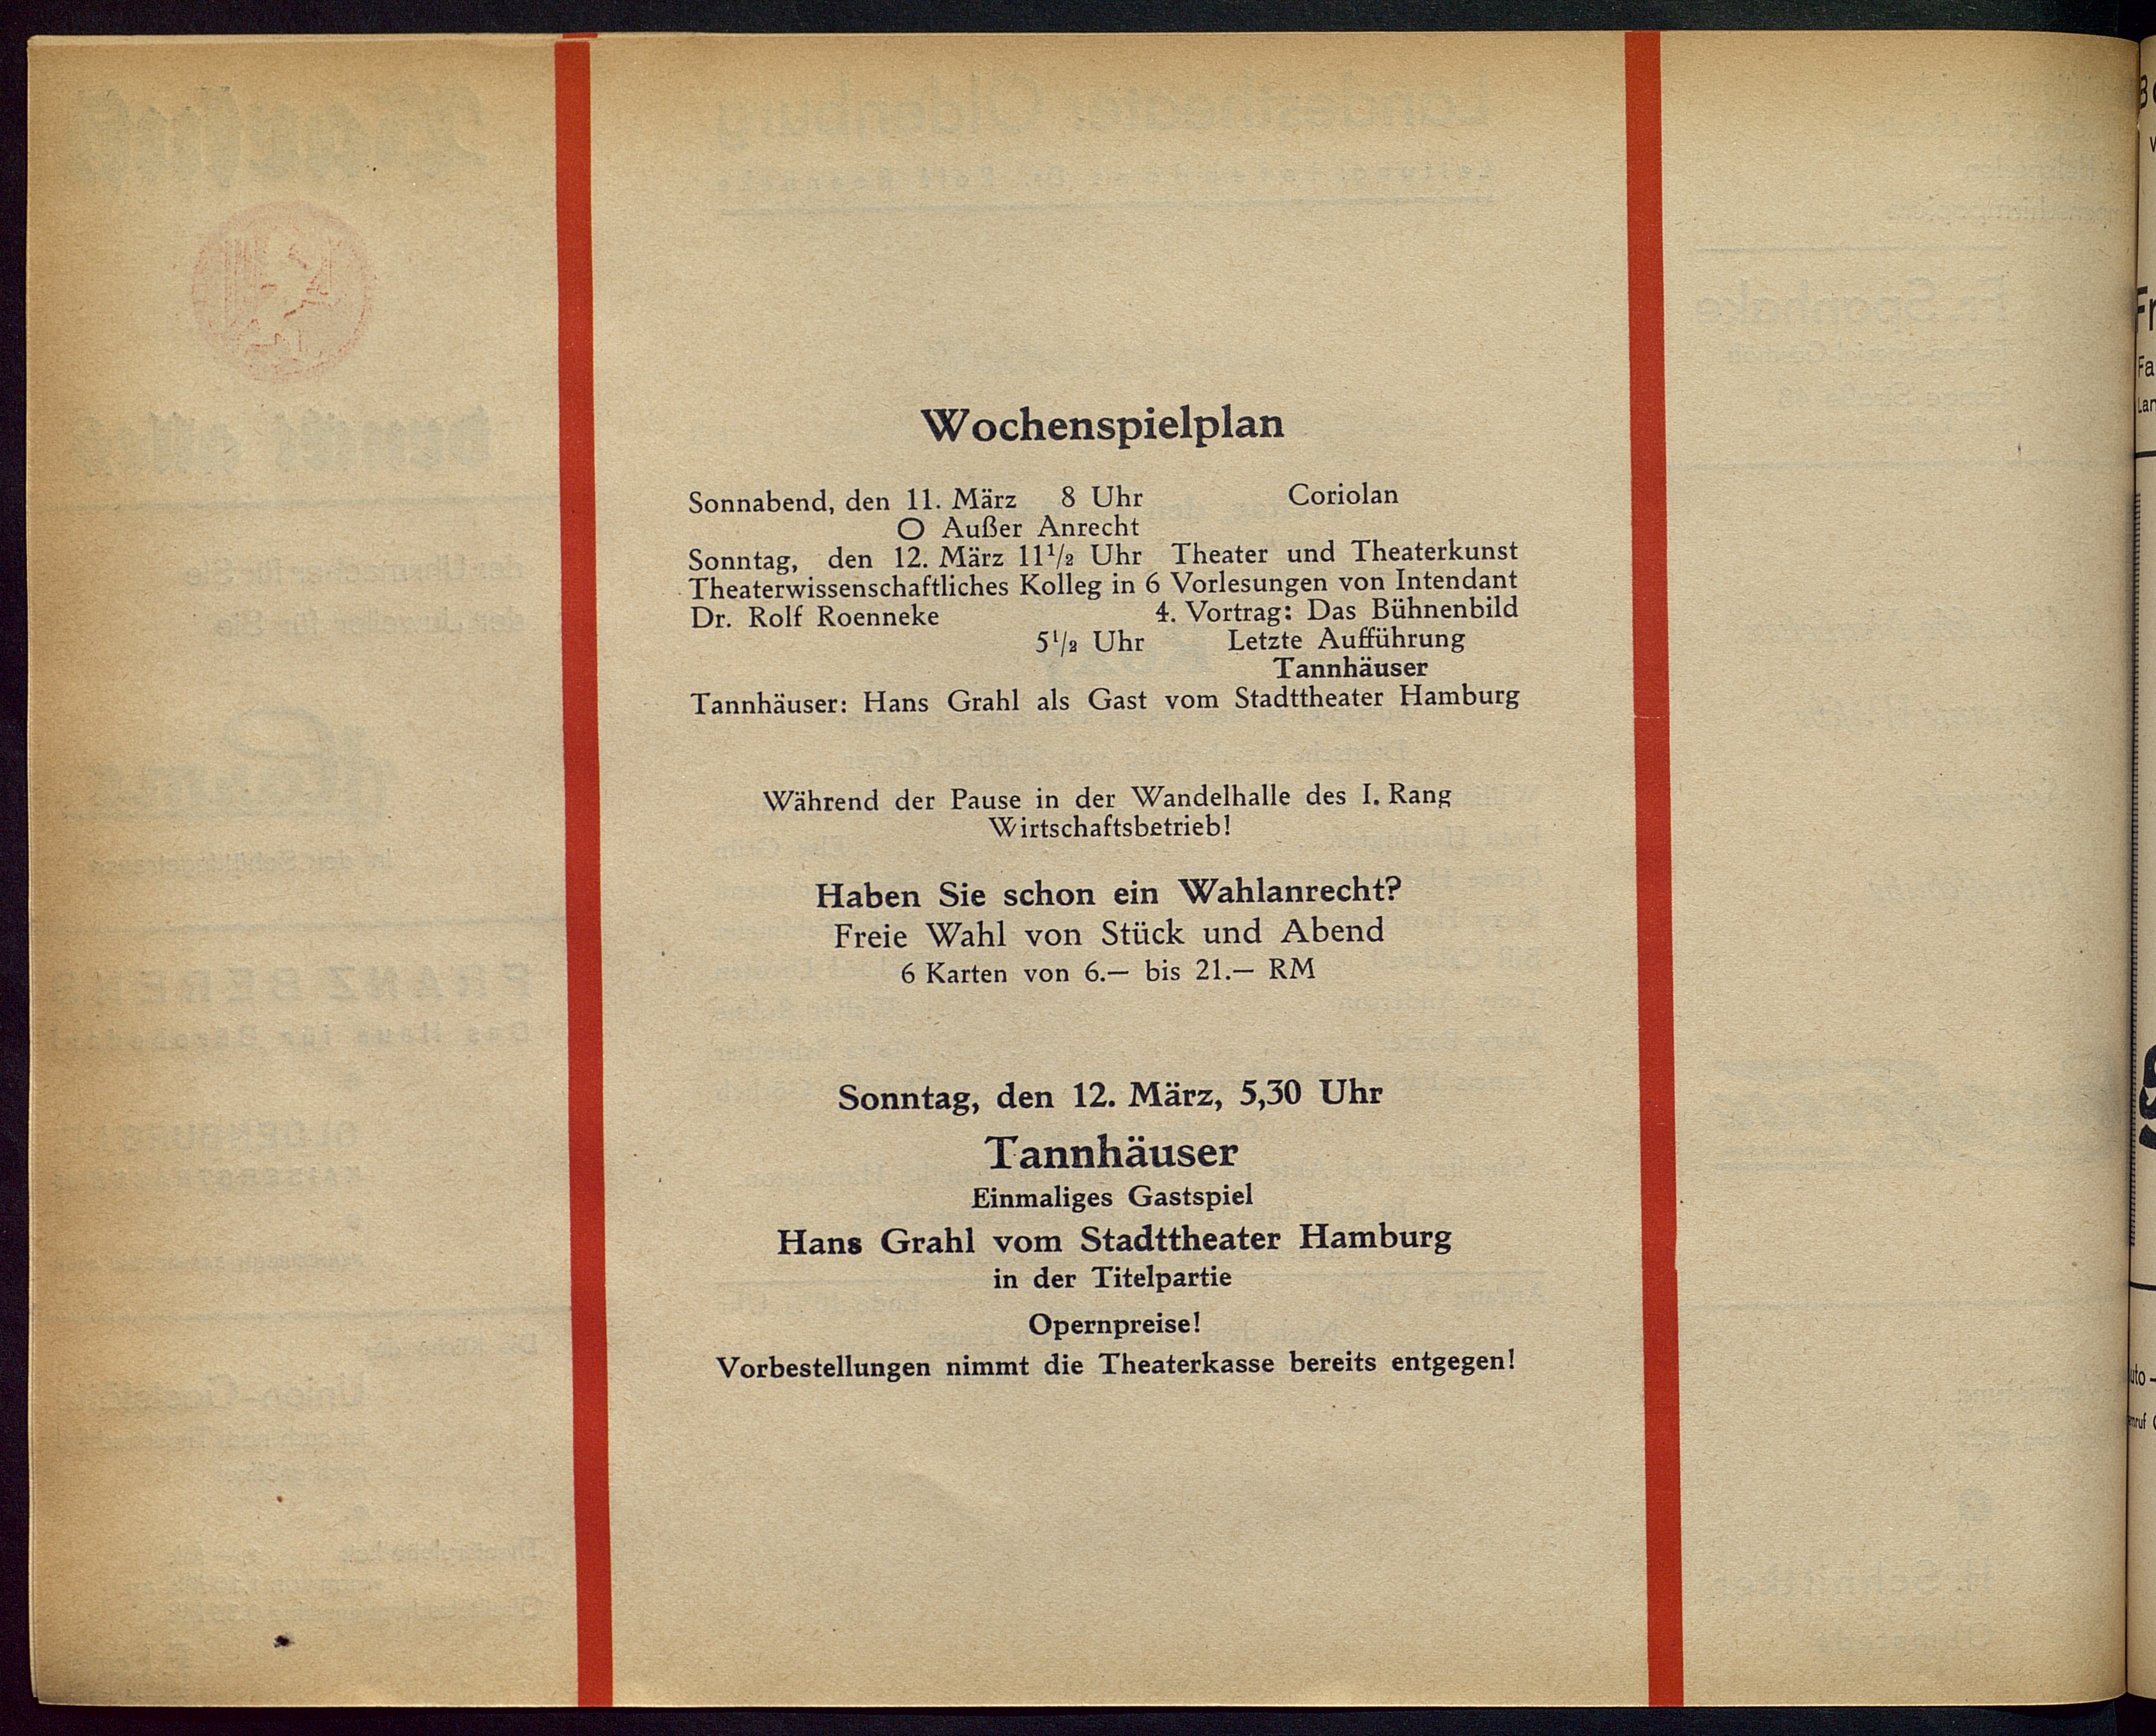 Wochenspielplan
Sonnabend, den 11. März 8 Uhr Coriolan
O Außer Anrecht
Sonntag, den 12. März 11½ Uhr Theater und Theaterkunst
Theaterwissenschaftliches Kolleg in 6 Vorlesungen von Intendant
Dr. Rolf Roenneke 4. Vortrag: Das Bühnenbild
5½ Uhr Letzte Aufführung
Tannhäuser
Tannhäuser: Hans Grahl als Gast vom Stadttheater Hamburg
Während der Pause in der Wandelhalle des I. Rang
Wirtschaftsbetrieb!
Haben Sie schon ein Wahlanrecht?
Freie Wahl von Stück und Abend
6 Karten von 6.— bis 21.— RM
Sonntag, den 12. März, 5,30 Uhr
Tannhäuser
Einmaliges Gastspiel
Hans Grahl vom Stadttheater Hamburg
in der Titelpartie
Opernpreise!
Vorbestellungen nimmt die Theaterkasse bereits entgegen!